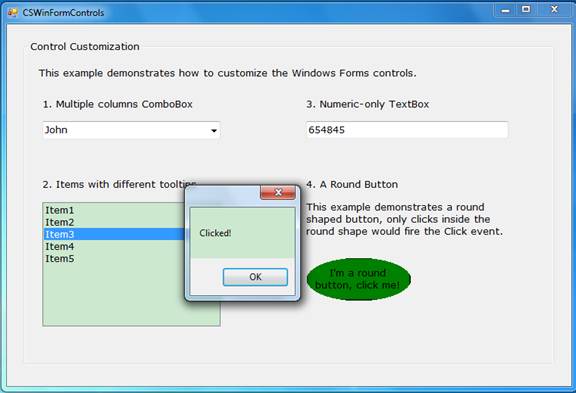 CSWinFormControls
Control Customization
This example demonstrates how to customize the Windows Forms controls.
1. Multiple columns ComboBox
John
3. Numeric-only TextBox
654845
2. Items with different tooltips
Item1
Item2
Item3
Item4
Item5
Clicked!
OK
4. A Round Button
This example demonstrates a round
shaped button, only clicks inside the
round shape would fire the Click event.
I'm a round
button, click me!